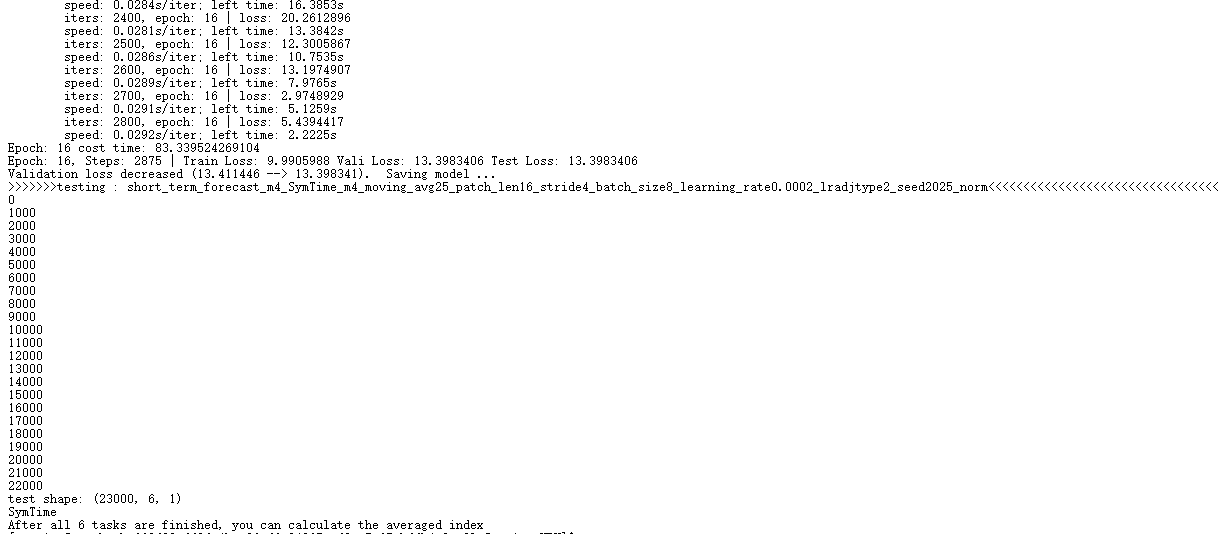 speed: 0.0284s/iter; left time: 16.3853s
iters: 2400, epoch: 16 | loss: 20.2612896
speed: 0.0281s/iter; left time: 13.3842s
iters: 2500, epoch: 16 | loss: 12.3005867
speed: 0.0286s/iter; left time: 10.7535s
iters: 2600, epoch: 16 | loss: 13.1974907
speed: 0.0289s/iter; left time: 7.9765s
iters: 2700, epoch: 16 | loss: 2.9748929
speed: 0.0291s/iter; left time: 5.1259s
iters: 2800, epoch: 16 | loss: 5.4394417
speed: 0.0292s/iter; left time: 2.2225s
Epoch: 16 cost time: 83.339524269104
Epoch: 16, Steps: 2875 | Train Loss: 9.9905988 Vali Loss: 13.3983406 Test Loss: 13.3983406
Validation loss decreased (13.411446 --> 13.398341).  Saving model ...
>>>>>>>testing : short_term_forecast_m4_SymTime_m4_moving_avg25_patch_len16_stride4_batch_size8_learning_rate0.0002_lradjtype2_seed2025_norm<<<<<<<<<<<<<<<<<<<<<<<<<<<<<<<<<
0
1000
2000
3000
4000
5000
6000
7000
8000
9000
10000
11000
12000
13000
14000
15000
16000
17000
18000
19000
20000
21000
22000
test shape: (23000, 6, 1)
SymTime
After all 6 tasks are finished, you can calculate the averaged index